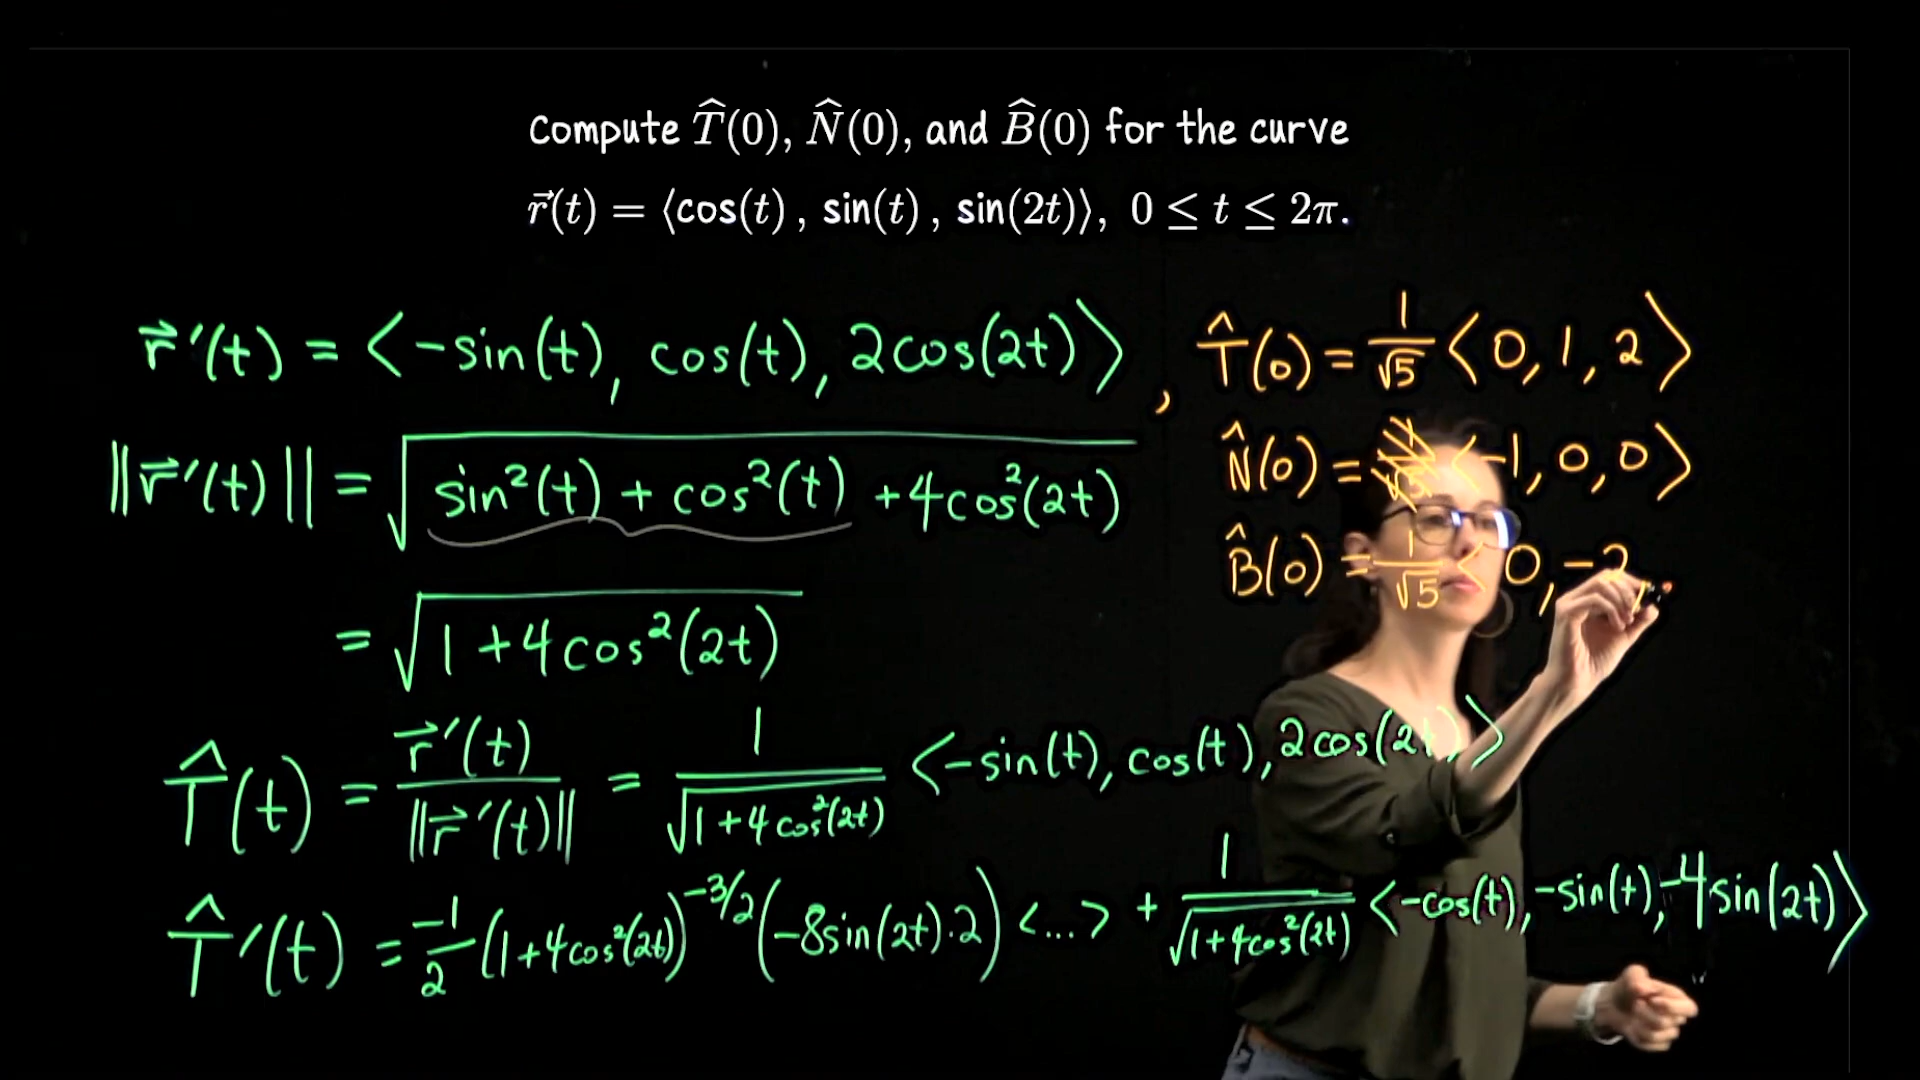 Compute T̂(0), N̂(0), and B̂(0) for the curve
r⃗(t) = ⟨cos(t), sin(t), sin(2t)⟩, 0 ≤ t ≤ 2π.
r⃗′(t) = ⟨-sin(t), cos(t), 2cos(2t)⟩,
||r⃗′(t)|| = √(sin²(t) + cos²(t) + 4cos²(2t))
= √(1 + 4cos²(2t))
T̂(t) = r⃗′(t) / ||r⃗′(t)|| = 1/√(1+4cos²(2t)) ⟨-sin(t), cos(t), 2cos(2t)⟩
T̂′(t) = -1/2 (1+4cos²(2t))^(-3/2) (-8sin(2t)·2) <...> + 1/√(1+4cos²(2t)) ⟨-cos(t), -sin(t), -4sin(2t)⟩
T̂(0) = 1/√5 ⟨0, 1, 2⟩
N̂(0) = ⟨-1, 0, 0⟩
B̂(0) = 1/√5 ⟨0, -2,